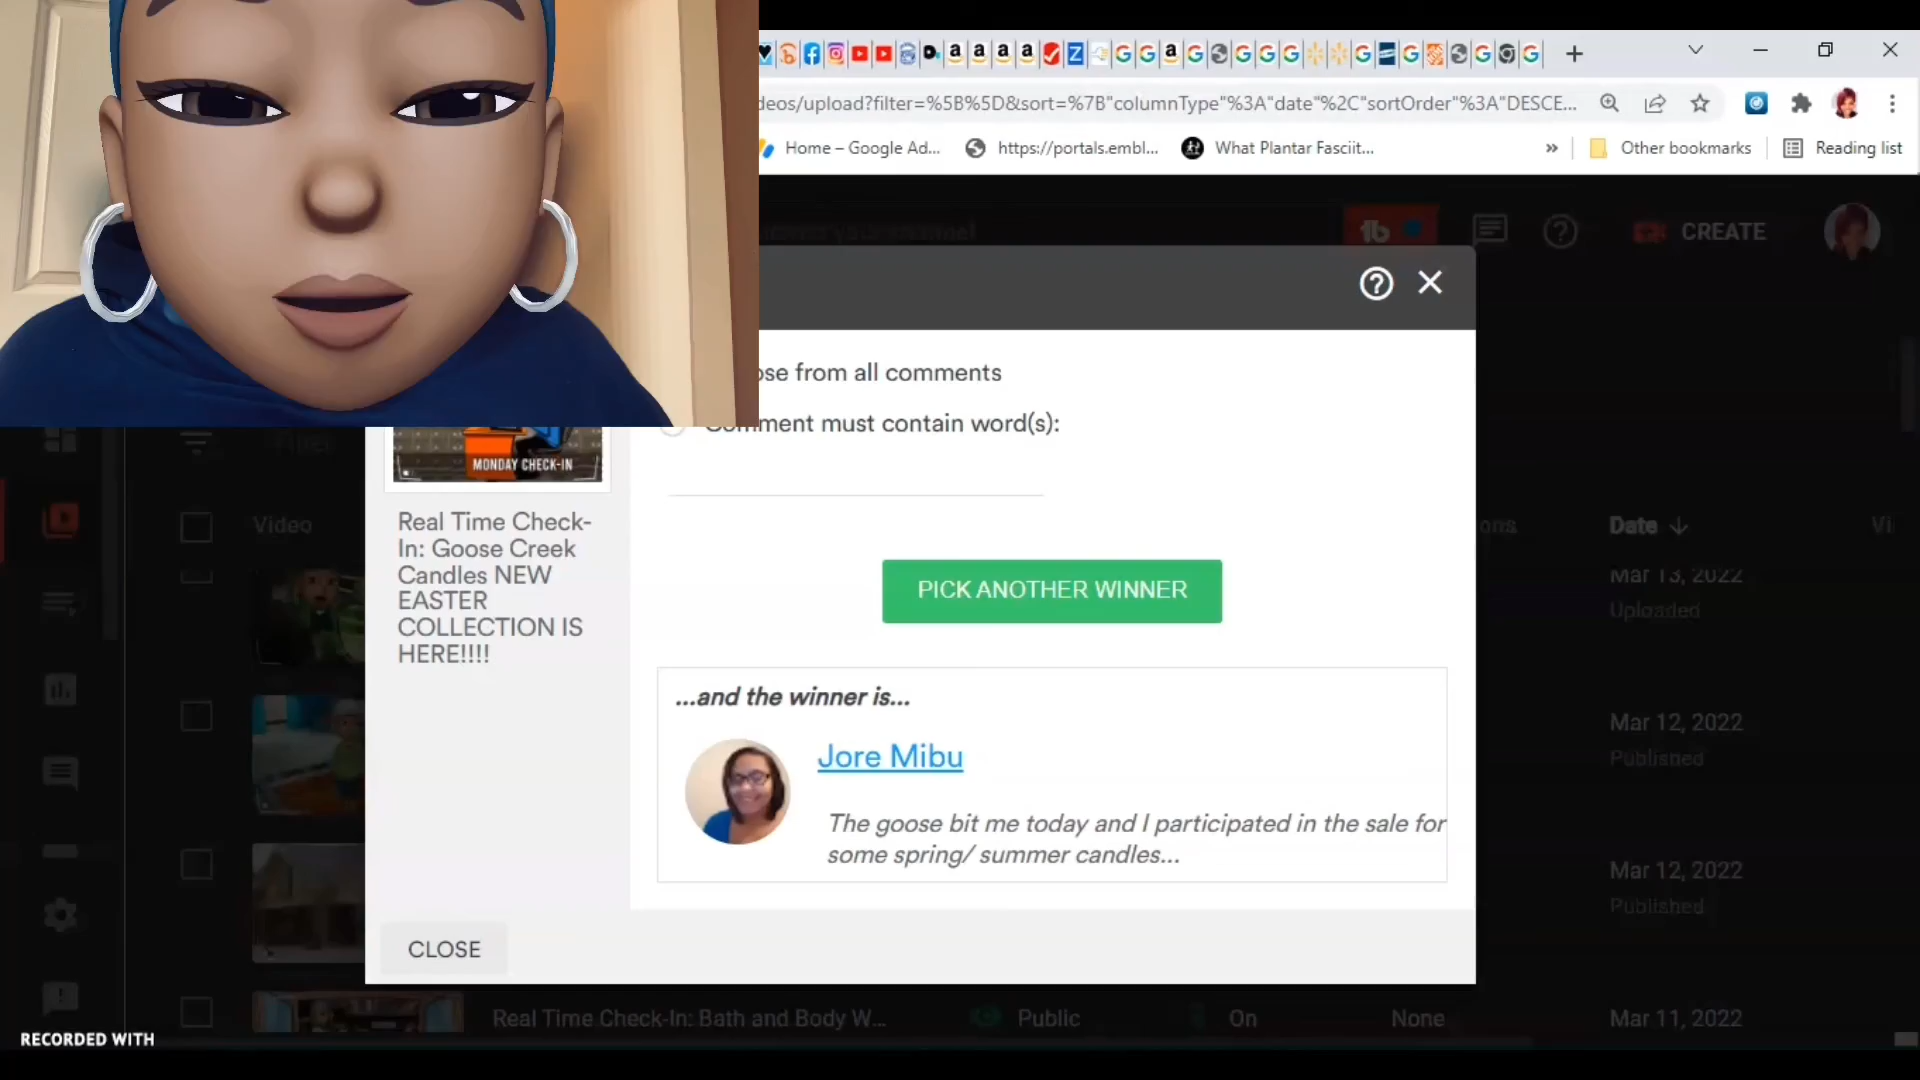 deos/upload?filter=%5B%5D&sort=%7B"columnType"%3A"date"%2C"sortOrder"%3A"DESCE...
Home – Google Ad...
https://portals.embl...
What Plantar Fasciit...
»
Other bookmarks
Reading list
CREATE
ose from all comments
Comment must contain word(s):
Filter
MONDAY CHECK-IN
Real Time Check-
In: Goose Creek
Candles NEW
EASTER
COLLECTION IS
HERE!!!!
Video
ons
Date
Vi
PICK ANOTHER WINNER
Mar 13, 2022
Uploaded
...and the winner is...
Jore Mibu
The goose bit me today and I participated in the sale for
some spring/ summer candles...
Mar 12, 2022
Published
Mar 12, 2022
Published
CLOSE
Real Time Check-In: Bath and Body W...
Public
On
None
Mar 11, 2022
RECORDED WITH